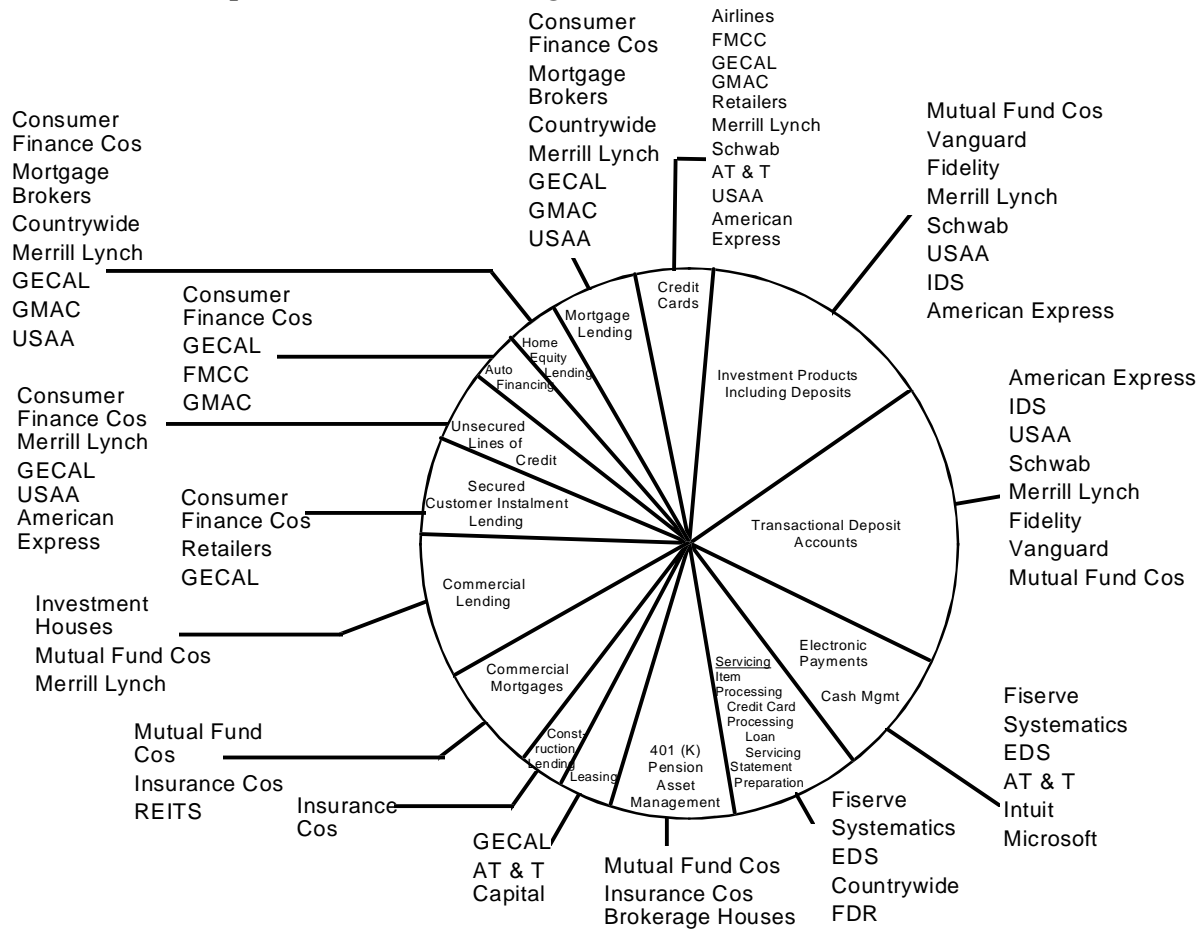 Consumer
Finance Cos
Mortgage
Brokers
Countrywide
Merrill Lynch
GECAL
GMAC
USAA
Airlines
FMCC
GECAL
GMAC
Retailers
Merrill Lynch
Schwab
AT & T
USAA
American
Express
Mutual Fund Cos
Vanguard
Fidelity
Merrill Lynch
Schwab
USAA
IDS
American Express
Consumer
Finance Cos
Mortgage
Brokers
Countrywide
Merrill Lynch
GECAL
GMAC
USAA
Consumer
Finance Cos
GECAL
FMCC
GMAC
Consumer
Finance Cos
Merrill Lynch
GECAL
USAA
American
Express
Consumer
Finance Cos
Retailers
GECAL
Investment
Houses
Mutual Fund Cos
Merrill Lynch
Mutual Fund
Cos
Insurance Cos
REITS
Insurance
Cos
GECAL
AT & T
Capital
Mutual Fund Cos
Insurance Cos
Brokerage Houses
Fiserve
Systematics
EDS
Countrywide
FDR
Fiserve
Systematics
EDS
AT & T
Intuit
Microsoft
American Express
IDS
USAA
Schwab
Merrill Lynch
Fidelity
Vanguard
Mutual Fund Cos
Credit
Cards
Mortgage
Lending
Home
Equity
Lending
Auto
Financing
Unsecured
Lines of
Credit
Secured
Customer Instalment
Lending
Commercial
Lending
Commercial
Mortgages
Const-
ruction
Lending
Leasing
401 (K)
Pension
Asset
Management
Servicing
Item
Processing
Credit Card
Processing
Loan
Servicing
Statement
Preparation
Electronic
Payments
Cash Mgmt
Transactional Deposit
Accounts
Investment Products
Including Deposits